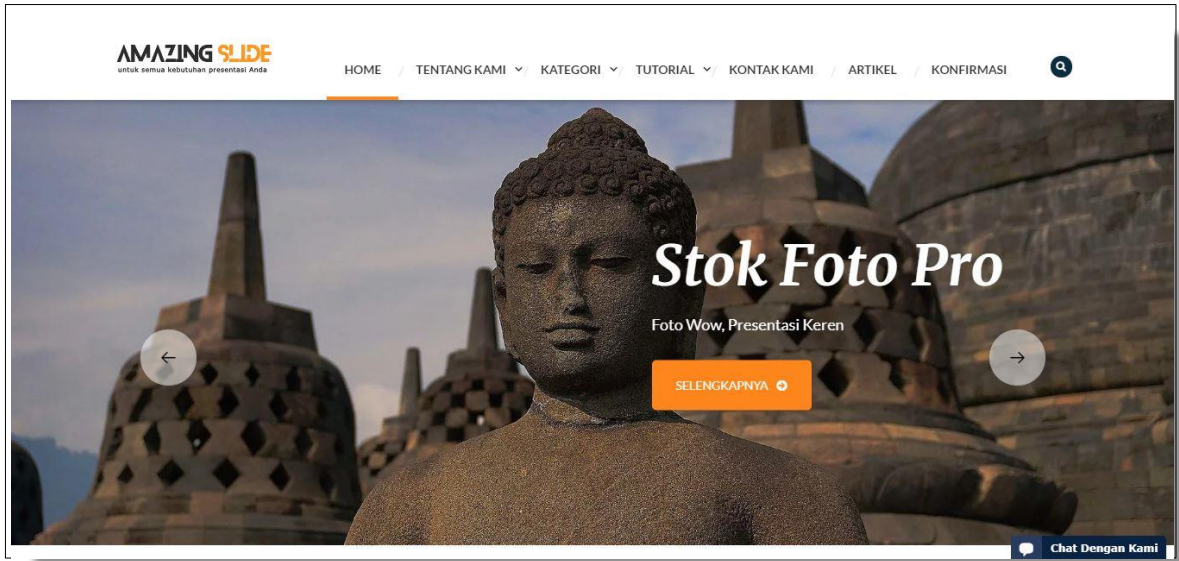 AMAZING SLIDE
untuk semua kebutuhan presentasi Anda
HOME / TENTANG KAMI / KATEGORI / TUTORIAL / KONTAK KAMI / ARTIKEL / KONFIRMASI
Stok Foto Pro
Foto Wow, Presentasi Keren
SELENGKAPNYA
Chat Dengan Kami